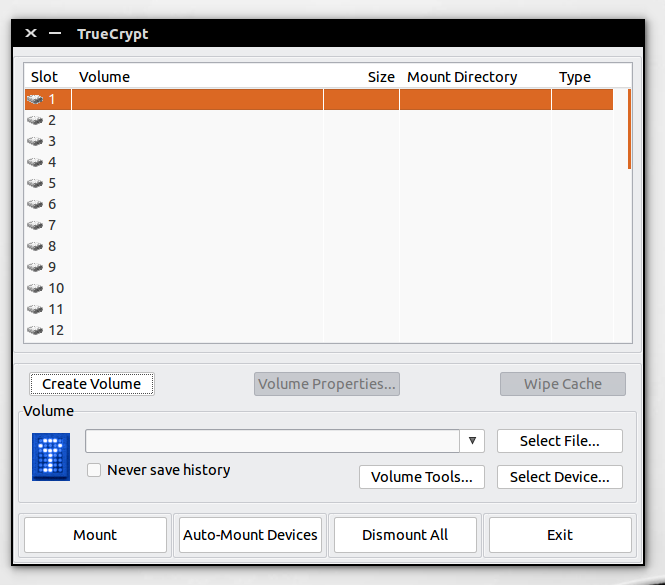 TrueCrypt
Slot Volume Size Mount Directory Type
1
2
3
4
5
6
7
8
9
10
11
12
Create Volume Volume Properties... Wipe Cache
Volume
Select File...
Never save history
Volume Tools... Select Device...
Mount Auto-Mount Devices Dismount All Exit